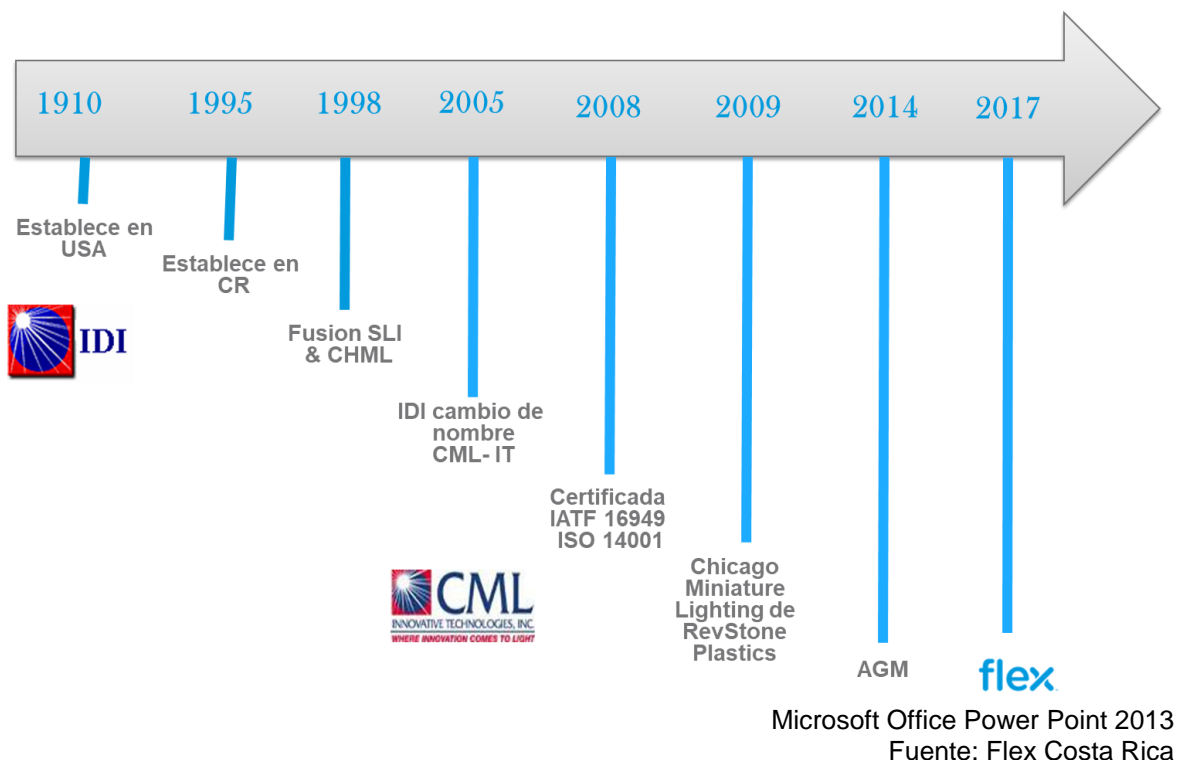 1910
1995
1998
2005
2008
2009
2014
2017
Establece en
USA
IDI
Establece en
CR
Fusion SLI
& CHML
IDI cambio de
nombre
CML- IT
CML
INNOVATIVE TECHNOLOGIES, INC.
WHERE INNOVATION COMES TO LIGHT
Certificada
IATF 16949
ISO 14001
Chicago
Miniature
Lighting de
RevStone
Plastics
AGM
flex
Microsoft Office Power Point 2013
Fuente: Flex Costa Rica